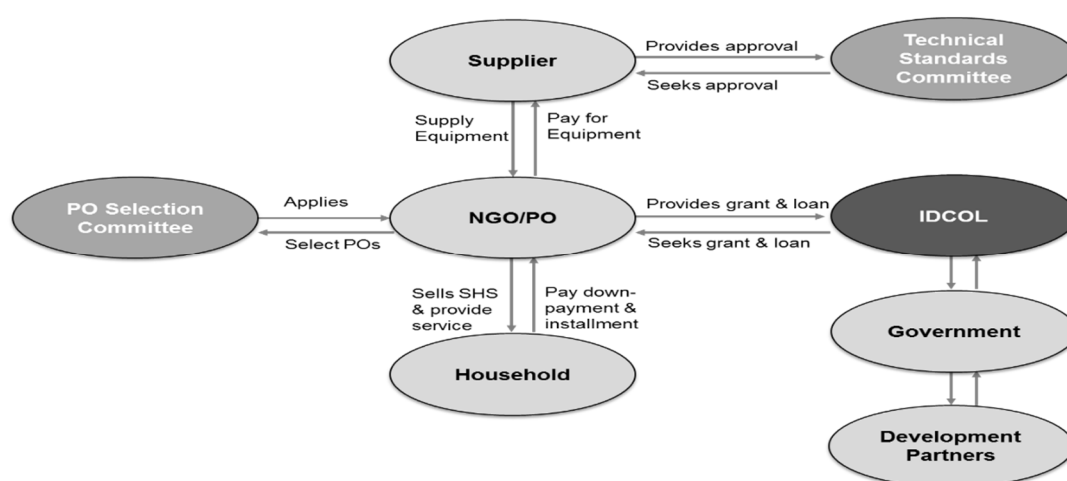 Supplier
Provides approval
Seeks approval
Technical
Standards
Committee
Supply
Equipment
Pay for
Equipment
PO Selection
Committee
Applies
Select POs
NGO/PO
Provides grant & loan
Seeks grant & loan
IDCOL
Sells SHS
& provide
service
Pay down-
payment &
installment
Government
Household
Development
Partners